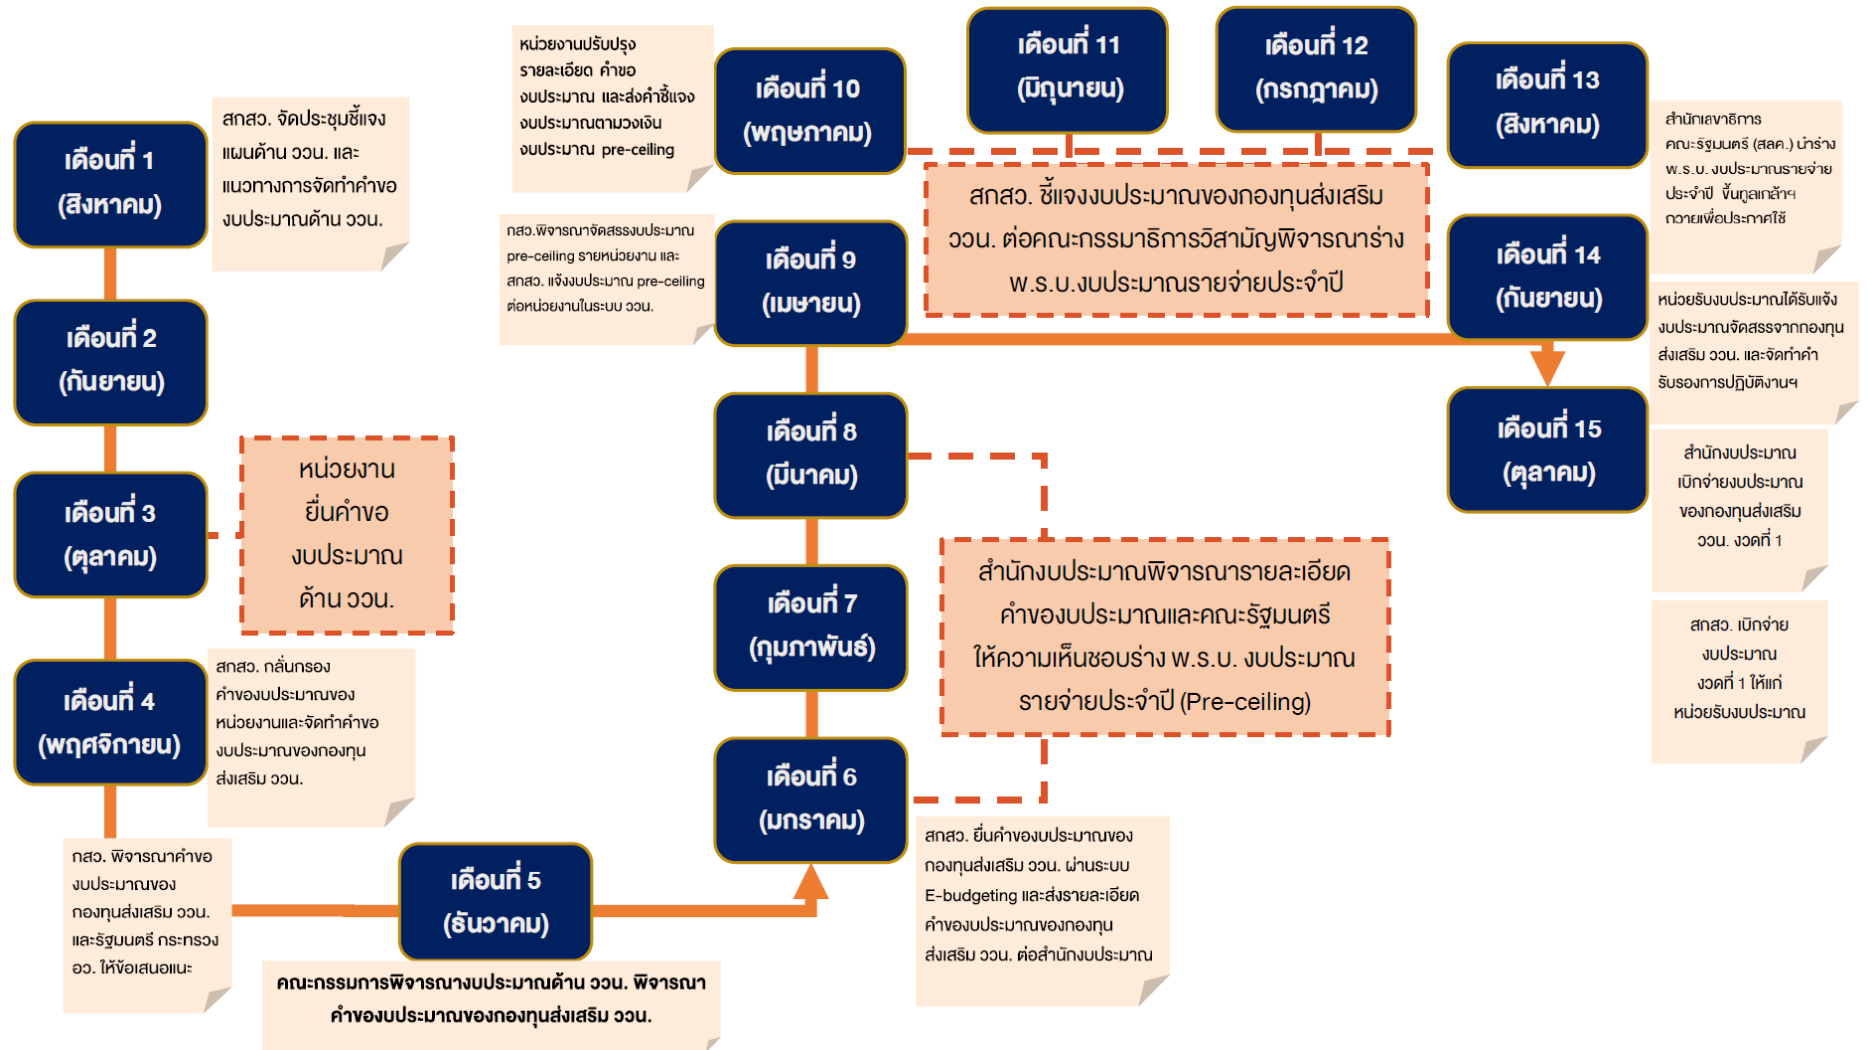 เดือนที่ 1
(สิงหาคม)
สกสว. จัดประชุมชี้แจง
แผนด้าน ววน. และ
แนวทางการจัดทำคำขอ
งบประมาณด้าน ววน.
เดือนที่ 2
(กันยายน)
เดือนที่ 3
(ตุลาคม)
หน่วยงาน
ยื่นคำขอ
งบประมาณ
ด้าน ววน.
เดือนที่ 4
(พฤศจิกายน)
สกสว. กลั่นกรอง
คำของบประมาณของ
หน่วยงานและจัดทำคำขอ
งบประมาณของกองทุน
ส่งเสริม ววน.
กสว. พิจารณาคำขอ
งบประมาณของ
กองทุนส่งเสริม ววน.
และรัฐมนตรี กระทรวง
อว. ให้ข้อเสนอแนะ
เดือนที่ 5
(ธันวาคม)
คณะกรรมการพิจารณางบประมาณด้าน ววน. พิจารณา
คำของบประมาณของกองทุนส่งเสริม ววน.
เดือนที่ 6
(มกราคม)
สกสว. ยื่นคำของบประมาณของ
กองทุนส่งเสริม ววน. ผ่านระบบ
E-budgeting และส่งรายละเอียด
คำของบประมาณของกองทุน
ส่งเสริม ววน. ต่อสำนักงบประมาณ
เดือนที่ 7
(กุมภาพันธ์)
สำนักงบประมาณพิจารณารายละเอียด
คำของบประมาณและคณะรัฐมนตรี
ให้ความเห็นชอบร่าง พ.ร.บ. งบประมาณ
รายจ่ายประจำปี (Pre-ceiling)
เดือนที่ 8
(มีนาคม)
เดือนที่ 9
(เมษายน)
กสว.พิจารณาจัดสรรงบประมาณ
pre-ceiling รายหน่วยงาน และ
สกสว. แจ้งงบประมาณ pre-ceiling
ต่อหน่วยงานในระบบ ววน.
เดือนที่ 10
(พฤษภาคม)
หน่วยงานปรับปรุง
รายละเอียด คำขอ
งบประมาณ และส่งคำชี้แจง
งบประมาณตามวงเงิน
งบประมาณ pre-ceiling
เดือนที่ 11
(มิถุนายน)
เดือนที่ 12
(กรกฎาคม)
สกสว. ชี้แจงงบประมาณของกองทุนส่งเสริม
ววน. ต่อคณะกรรมาธิการวิสามัญพิจารณาร่าง
พ.ร.บ.งบประมาณรายจ่ายประจำปี
เดือนที่ 13
(สิงหาคม)
สำนักเลขาธิการ
คณะรัฐมนตรี (สลค.) นำร่าง
พ.ร.บ. งบประมาณรายจ่าย
ประจำปี ขึ้นทูลเกล้าฯ
ถวายเพื่อประกาศใช้
เดือนที่ 14
(กันยายน)
หน่วยรับงบประมาณได้รับแจ้ง
งบประมาณจัดสรรจากกองทุน
ส่งเสริม ววน. และจัดทำคำ
รับรองการปฏิบัติงานฯ
เดือนที่ 15
(ตุลาคม)
สำนักงบประมาณ
เบิกจ่ายงบประมาณ
ของกองทุนส่งเสริม
ววน. งวดที่ 1
สกสว. เบิกจ่าย
งบประมาณ
งวดที่ 1 ให้แก่
หน่วยรับงบประมาณ